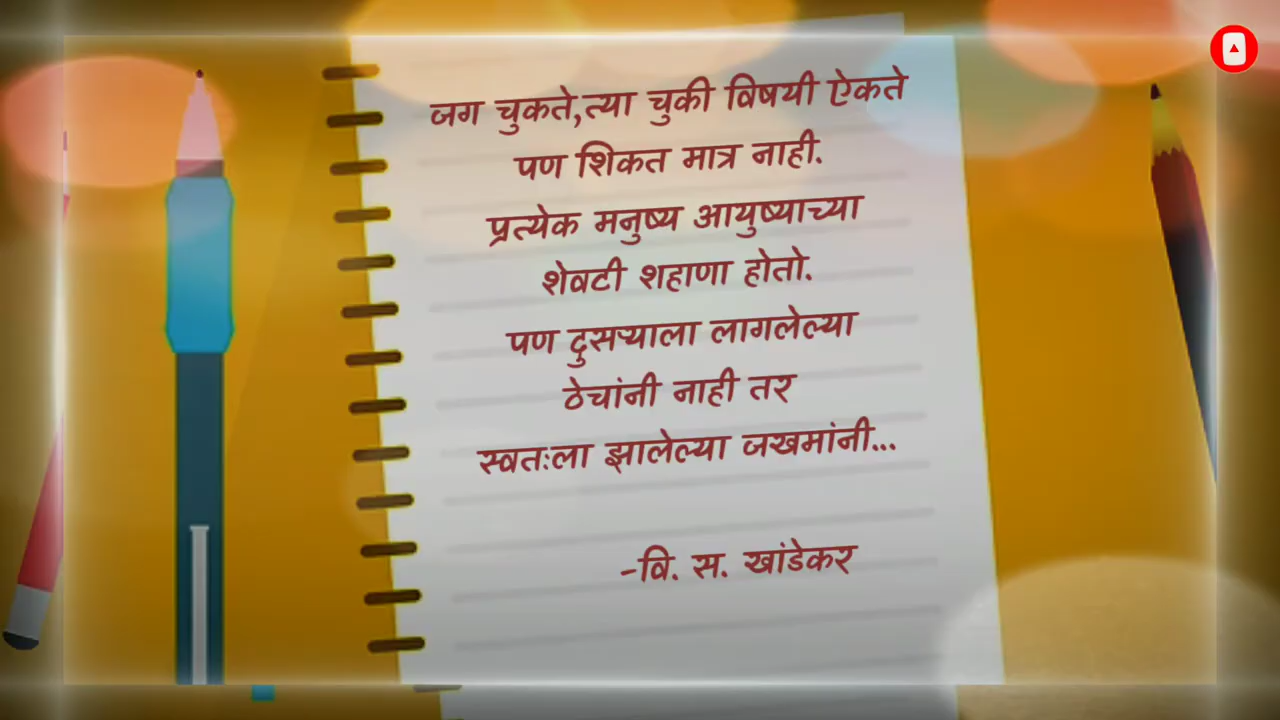 जग चुकते,त्या चुकी विषयी ऐकते
पण शिकत मात्र नाही.
प्रत्येक मनुष्य आयुष्याच्या
शेवटी शहाणा होतो.
पण दुसऱ्याला लागलेल्या
ठेचांनी नाही तर
स्वतःला झालेल्या जखमांनी...
-वि. स. खांडेकर